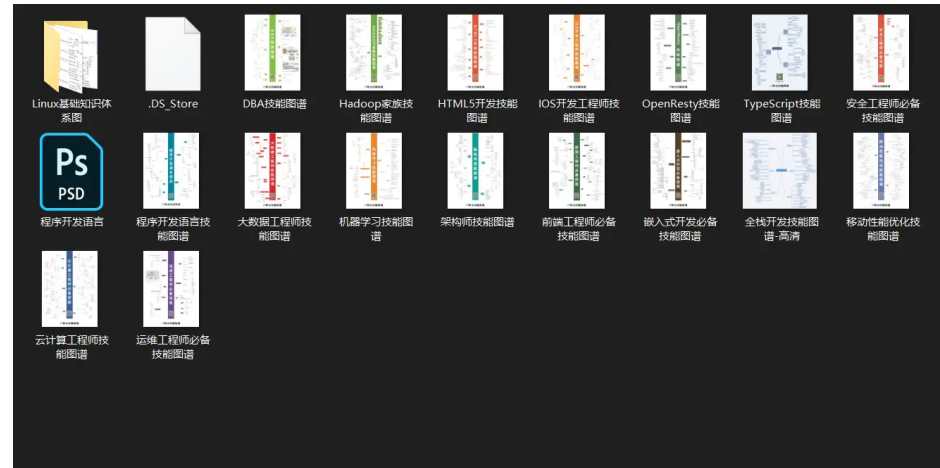 Linux基础知识体
系图
.DS_Store
DBA技能图谱
Hadoop家族技
能图谱
HTML5开发技能
图谱
IOS开发工程师技
能图谱
OpenResty技能
图谱
TypeScript技能
图谱
安全工程师必备
技能图谱
Ps
PSD
程序开发语言
程序开发语言技
能图谱
大数据工程师技
能图谱
机器学习技能图
谱
架构师技能图谱
前端工程师必备
技能图谱
嵌入式开发必备
技能图谱
全栈开发技能图
谱-高清
移动性能优化技
能图谱
云计算工程师技
能图谱
运维工程师必备
技能图谱